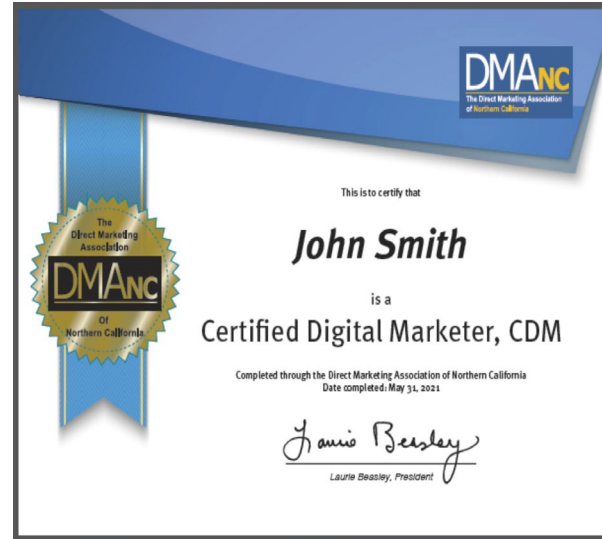 DMANC
The Direct Marketing Association
of Northern California
This is to certify that
John Smith
is a
Certified Digital Marketer, CDM
Completed through the Direct Marketing Association of Northern California
Date completed: May 31, 2021
Laurie Beasley
Laurie Beasley, President
The
Direct Marketing
Association
DMANC
Of
Northern California